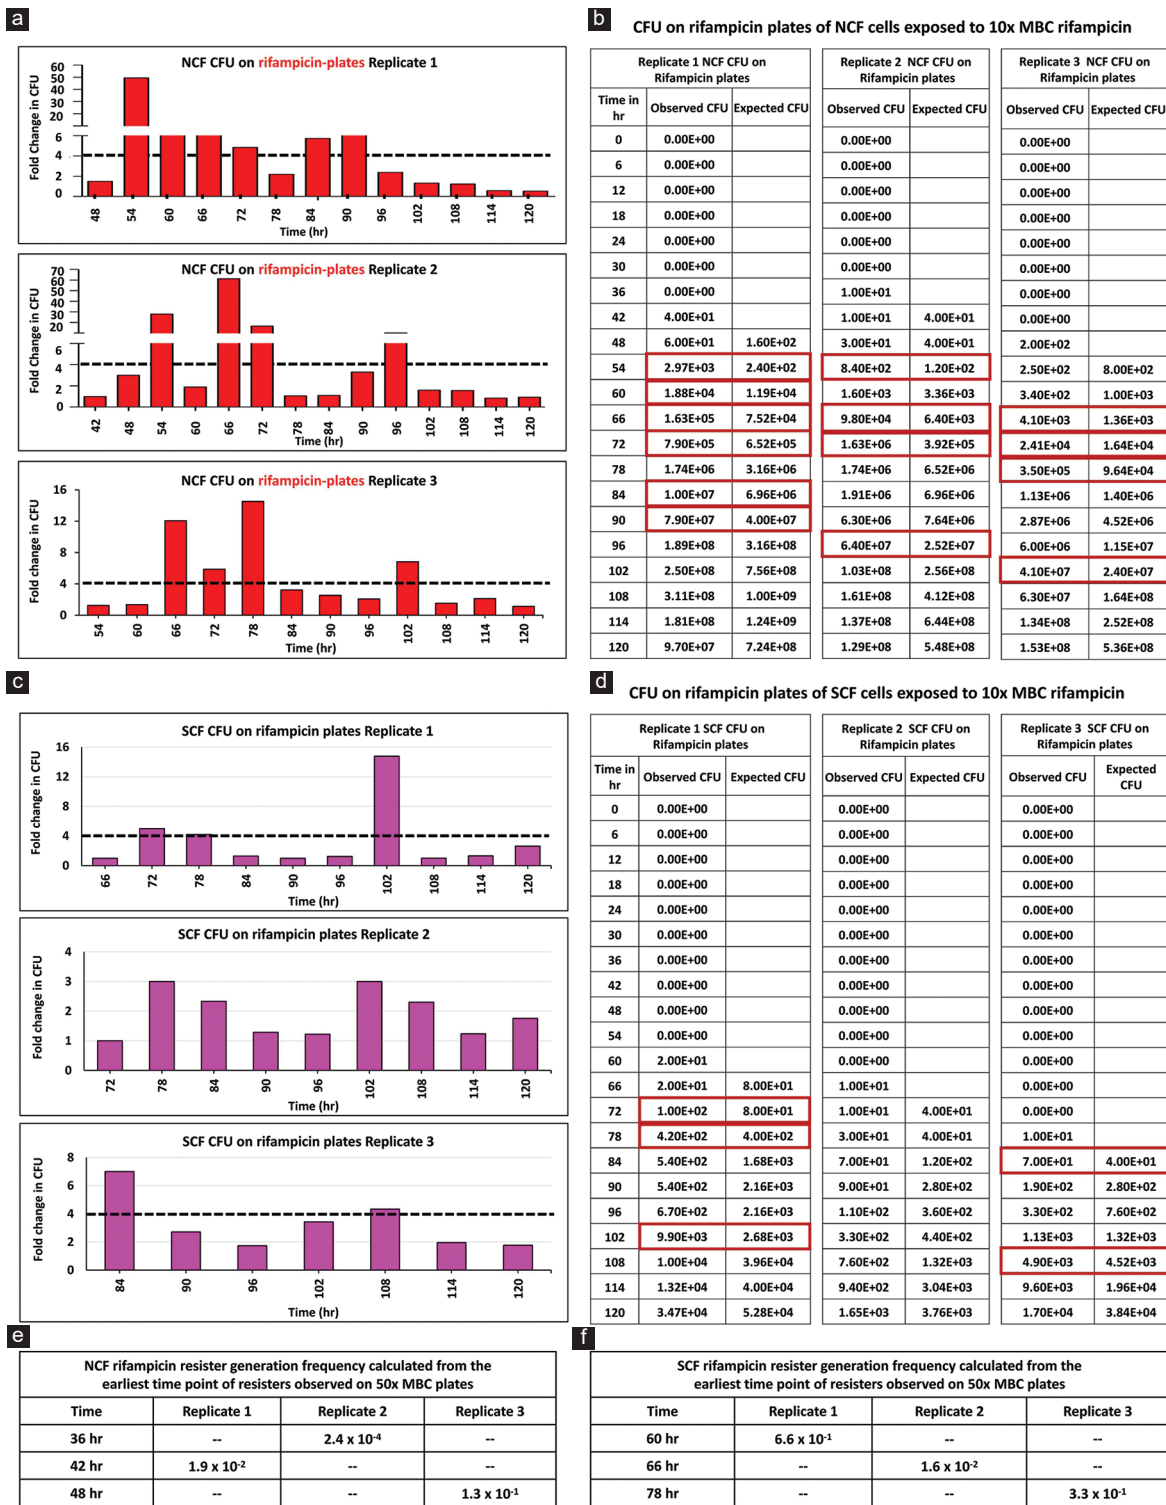 a
NCF CFU on rifampicin-plates Replicate 1
Fold Change in CFU
60
50
40
30
20
6
4
2
0
48 54 60 66 72 78 84 90 96 102 108 114 120
Time (hr)
NCF CFU on rifampicin-plates Replicate 2
Fold Change in CFU
70
60
50
40
30
20
6
4
2
0
42 48 54 60 66 72 78 84 90 96 102 108 114 120
Time (hr)
NCF CFU on rifampicin-plates Replicate 3
Fold change in CFU
16
12
8
4
0
54 60 66 72 78 84 90 96 102 108 114 120
Time (hr)
b
CFU on rifampicin plates of NCF cells exposed to 10x MBC rifampicin
Replicate 1 NCF CFU on Replicate 2 NCF CFU on Replicate 3 NCF CFU on
Rifampicin plates Rifampicin plates Rifampicin plates
Time in
hr Observed CFU Expected CFU Observed CFU Expected CFU Observed CFU Expected CFU
0 0.00E+00 0.00E+00 0.00E+00
6 0.00E+00 0.00E+00 0.00E+00
12 0.00E+00 0.00E+00 0.00E+00
18 0.00E+00 0.00E+00 0.00E+00
24 0.00E+00 0.00E+00 0.00E+00
30 0.00E+00 0.00E+00 0.00E+00
36 0.00E+00 1.00E+01 0.00E+00
42 4.00E+01 1.00E+01 4.00E+01 0.00E+00
48 6.00E+01 1.60E+02 3.00E+01 4.00E+01 2.00E+02
54 2.97E+03 2.40E+02 8.40E+02 1.20E+02 2.50E+02 8.00E+02
60 1.88E+04 1.19E+04 1.60E+03 3.36E+03 3.40E+02 1.00E+03
66 1.63E+05 7.52E+04 9.80E+04 6.40E+03 4.10E+03 1.36E+03
72 7.90E+05 6.52E+05 1.63E+06 3.92E+05 2.41E+04 1.64E+04
78 1.74E+06 3.16E+06 1.74E+06 6.52E+06 3.50E+05 9.64E+04
84 1.00E+07 6.96E+06 1.91E+06 6.96E+06 1.13E+06 1.40E+06
90 7.90E+07 4.00E+07 6.30E+06 7.64E+06 2.87E+06 4.52E+06
96 1.89E+08 3.16E+08 6.40E+07 2.52E+07 6.00E+06 1.15E+07
102 2.50E+08 7.56E+08 1.03E+08 2.56E+08 4.10E+07 2.40E+07
108 3.11E+08 1.00E+09 1.61E+08 4.12E+08 6.30E+07 1.64E+08
114 1.81E+08 1.24E+09 1.37E+08 6.44E+08 1.34E+08 2.52E+08
120 9.70E+07 7.24E+08 1.29E+08 5.48E+08 1.53E+08 5.36E+08
c
SCF CFU on rifampicin plates Replicate 1
Fold change in CFU
16
12
8
4
0
66 72 78 84 90 96 102 108 114 120
Time (hr)
SCF CFU on rifampicin plates Replicate 2
Fold change in CFU
4
3
2
1
0
72 78 84 90 96 102 108 114 120
Time (hr)
SCF CFU on rifampicin plates Replicate 3
Fold change in CFU
8
6
4
2
0
84 90 96 102 108 114 120
Time (hr)
d
CFU on rifampicin plates of SCF cells exposed to 10x MBC rifampicin
Replicate 1 SCF CFU on Replicate 2 SCF CFU on Replicate 3 SCF CFU on
Rifampicin plates Rifampicin plates Rifampicin plates
Time in
hr Observed CFU Expected CFU Observed CFU Expected CFU Observed CFU Expected
CFU
0 0.00E+00 0.00E+00 0.00E+00
6 0.00E+00 0.00E+00 0.00E+00
12 0.00E+00 0.00E+00 0.00E+00
18 0.00E+00 0.00E+00 0.00E+00
24 0.00E+00 0.00E+00 0.00E+00
30 0.00E+00 0.00E+00 0.00E+00
36 0.00E+00 0.00E+00 0.00E+00
42 0.00E+00 0.00E+00 0.00E+00
48 0.00E+00 0.00E+00 0.00E+00
54 0.00E+00 0.00E+00 0.00E+00
60 2.00E+01 0.00E+00 0.00E+00
66 2.00E+01 8.00E+01 1.00E+01 0.00E+00
72 1.00E+02 8.00E+01 1.00E+01 4.00E+01 0.00E+00
78 4.20E+02 4.00E+02 3.00E+01 4.00E+01 1.00E+01
84 5.40E+02 1.68E+03 7.00E+01 1.20E+02 7.00E+01 4.00E+01
90 5.40E+02 2.16E+03 9.00E+01 2.80E+02 1.90E+02 2.80E+02
96 6.70E+02 2.16E+03 1.10E+02 3.60E+02 3.30E+02 7.60E+02
102 9.90E+03 2.68E+03 3.30E+02 4.40E+02 1.13E+03 1.32E+03
108 1.00E+04 3.96E+04 7.60E+02 1.32E+03 4.90E+03 4.52E+03
114 1.32E+04 4.00E+04 9.40E+02 3.04E+03 9.60E+03 1.96E+04
120 3.47E+04 5.28E+04 1.65E+03 3.76E+03 1.70E+04 3.84E+04
e
NCF rifampicin resister generation frequency calculated from the
earliest time point of resisters observed on 50x MBC plates
Time Replicate 1 Replicate 2 Replicate 3
36 hr -- 2.4 x 10⁻⁴ --
42 hr 1.9 x 10⁻² -- --
48 hr -- -- 1.3 x 10⁻¹
f
SCF rifampicin resister generation frequency calculated from the
earliest time point of resisters observed on 50x MBC plates
Time Replicate 1 Replicate 2 Replicate 3
60 hr 6.6 x 10⁻¹ -- --
66 hr -- 1.6 x 10⁻² --
78 hr -- -- 3.3 x 10⁻¹